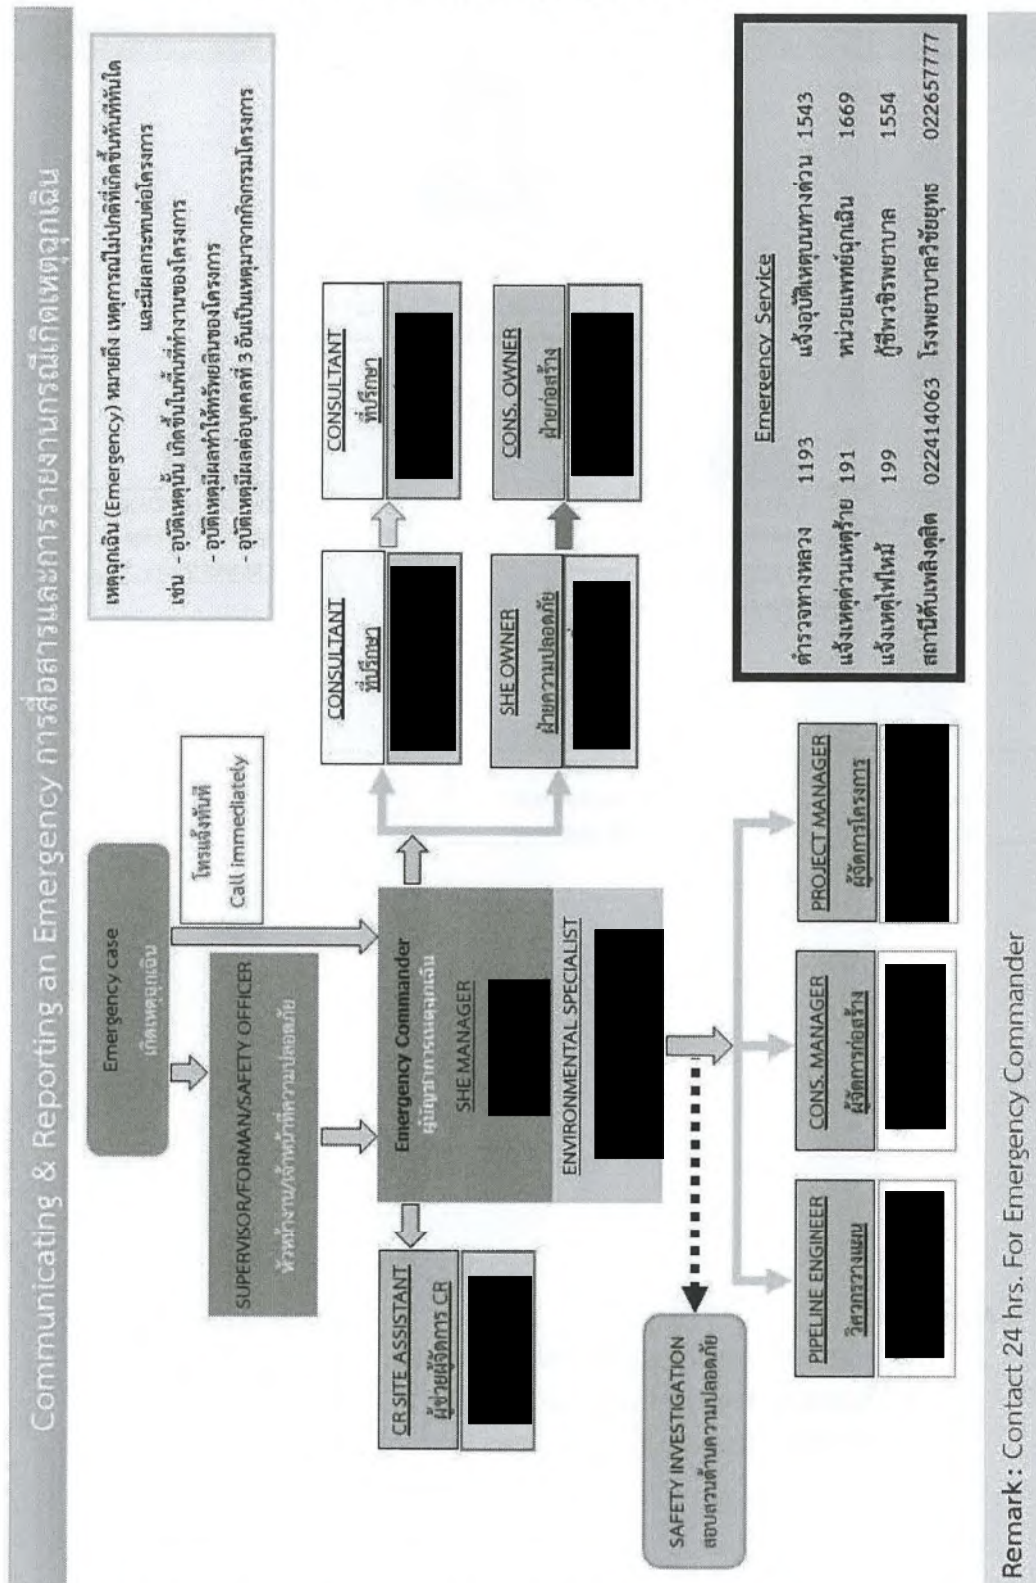 Communicating & Reporting an Emergency การสื่อสารและการรายงานกรณีเกิดเหตุฉุกเฉิน
Emergency case
เกิดเหตุฉุกเฉิน
โทรแจ้งทันที
Call immediately
เหตุฉุกเฉิน (Emergency) หมายถึง เหตุการณ์ไม่ปกติที่เกิดขึ้นทันทีทันใด
และมีผลกระทบต่อโครงการ
เช่น - อุบัติเหตุนั้น เกิดขึ้นในพื้นที่ทำงานของโครงการ
- อุบัติเหตุมีผลทำให้ทรัพย์สินของโครงการ
- อุบัติเหตุมีผลต่อบุคคลที่ 3 อันเป็นเหตุมาจากกิจกรรมโครงการ
SUPERVISOR/FORMAN/SAFETY OFFICER
หัวหน้างาน/เจ้าหน้าที่ความปลอดภัย
CR SITE ASSISTANT
ผู้ช่วยผู้จัดการ CR
Emergency Commander
ผู้บัญชาการเหตุฉุกเฉิน
SHE MANAGER
ENVIRONMENTAL SPECIALIST
CONSULTANT
ที่ปรึกษา
CONSULTANT
ที่ปรึกษา
SHE OWNER
ฝ่ายความปลอดภัย
CONS. OWNER
ฝ่ายก่อสร้าง
SAFETY INVESTIGATION
สอบสวนด้านความปลอดภัย
PIPELINE ENGINEER
วิศวกรวางแผน
CONS. MANAGER
ผู้จัดการก่อสร้าง
PROJECT MANAGER
ผู้จัดการโครงการ
Emergency Service
ตำรวจทางหลวง 1193 แจ้งอุบัติเหตุบนทางด่วน 1543
แจ้งเหตุด่วนเหตุร้าย 191 หน่วยแพทย์ฉุกเฉิน 1669
แจ้งเหตุไฟไหม้ 199 กู้ชีพวชิรพยาบาล 1554
สถานีดับเพลิงดุสิต 022414063 โรงพยาบาลวิชัยยุทธ 022657777
Remark: Contact 24 hrs. For Emergency Commander